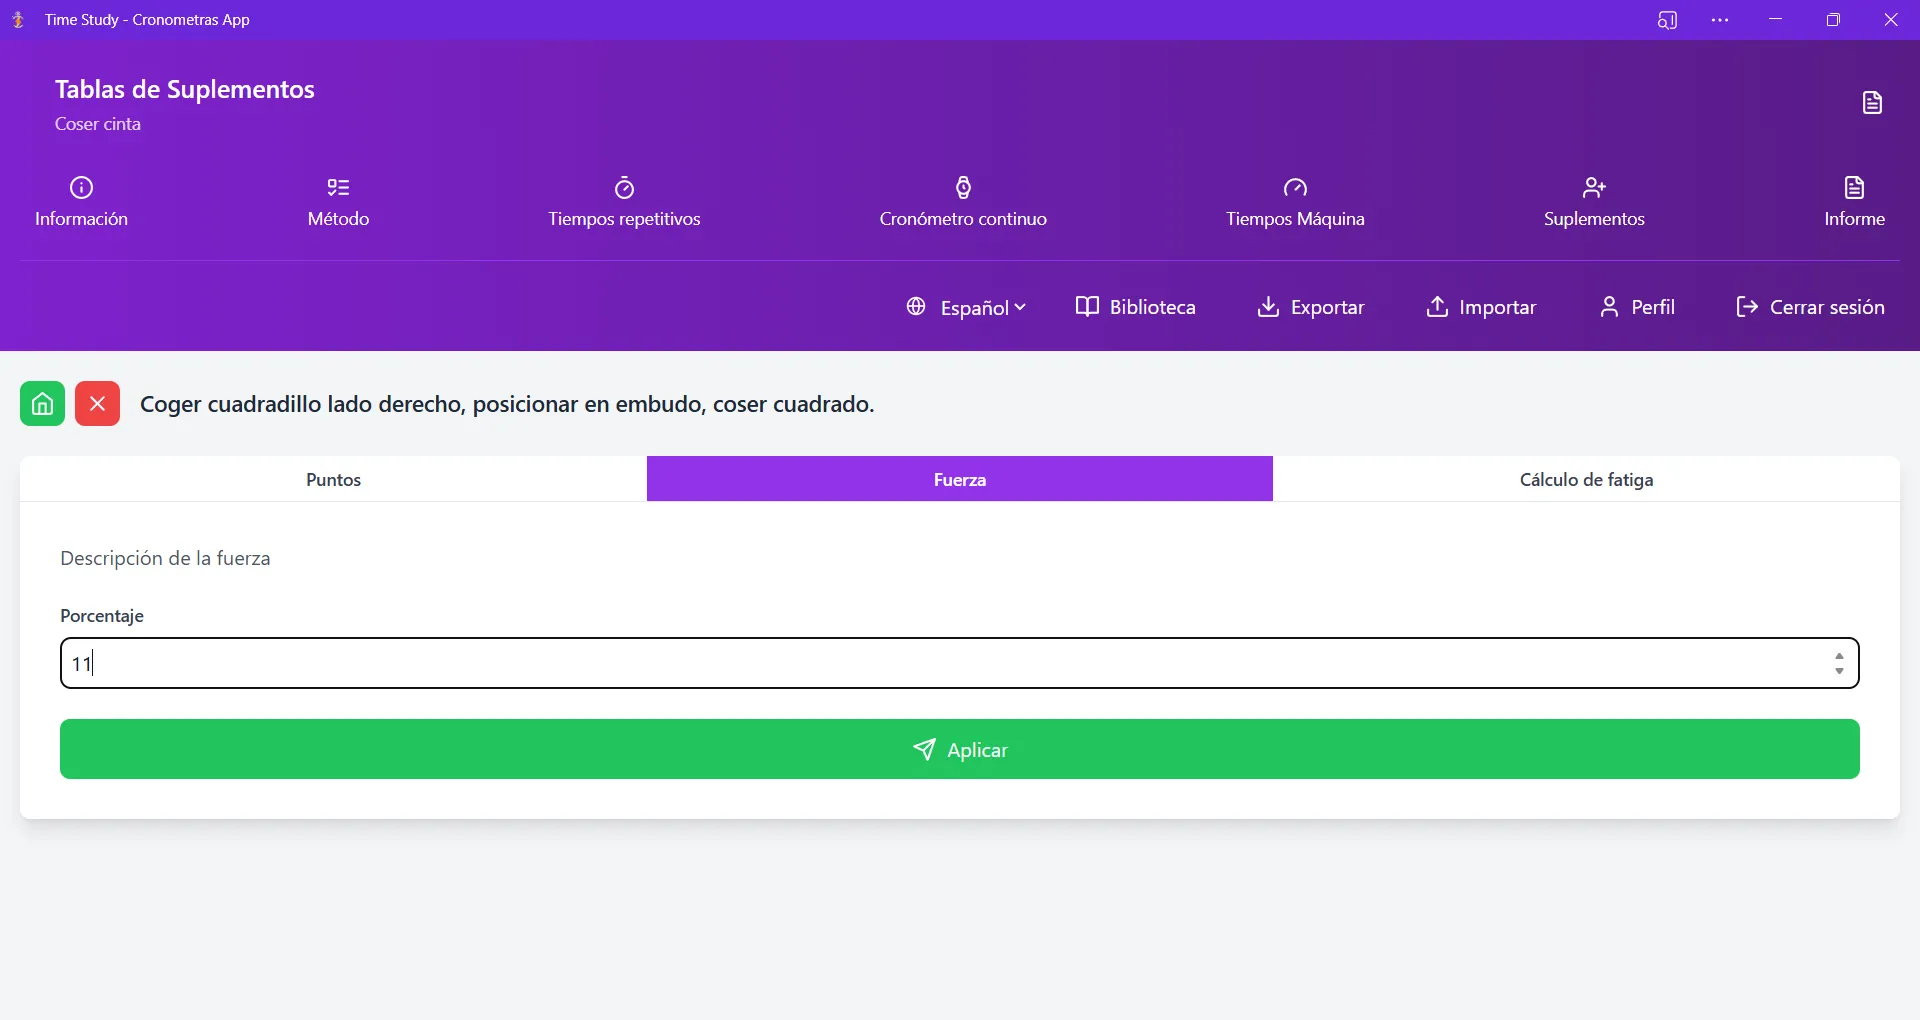 Time Study - Cronometras App
Tablas de Suplementos
Coser cinta
Información
Método
Tiempos repetitivos
Cronómetro continuo
Tiempos Máquina
Suplementos
Informe
Español
Biblioteca
Exportar
Importar
Perfil
Cerrar sesión
Coger cuadradillo lado derecho, posicionar en embudo, coser cuadrado.
Puntos
Fuerza
Cálculo de fatiga
Descripción de la fuerza
Porcentaje
11
Aplicar